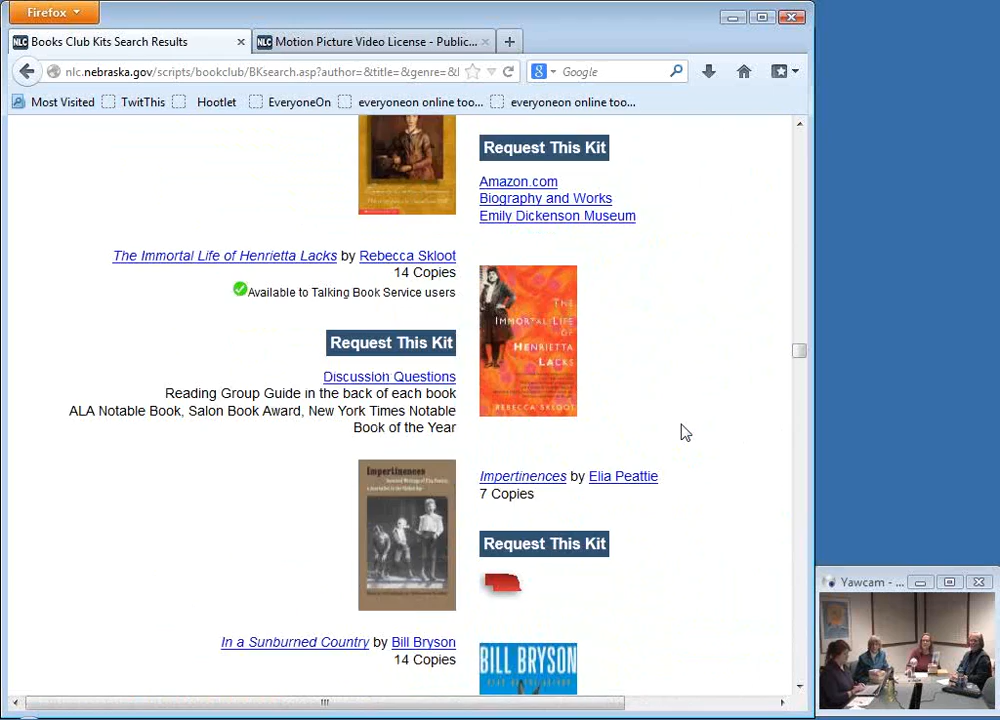 Firefox
NLC Books Club Kits Search Results
NLC Motion Picture Video License - Public...
nlc.nebraska.gov/scripts/bookclub/BKsearch.asp?author=&title=&genre=&l
Google
Most Visited TwitThis Hootlet EveryoneOn everyoneon online too... everyoneon online too...
Request This Kit
Amazon.com
Biography and Works
Emily Dickenson Museum
The Immortal Life of Henrietta Lacks by Rebecca Skloot
14 Copies
Available to Talking Book Service users
Request This Kit
Discussion Questions
Reading Group Guide in the back of each book
ALA Notable Book, Salon Book Award, New York Times Notable
Book of the Year
THE
IMMORTAL LIFE
OF
HENRIETTA
LACKS
REBECCA SKLOOT
Impertinences
Impertinences by Elia Peattie
7 Copies
Request This Kit
In a Sunburned Country by Bill Bryson
14 Copies
BILL BRYSON
Yawcam - ...